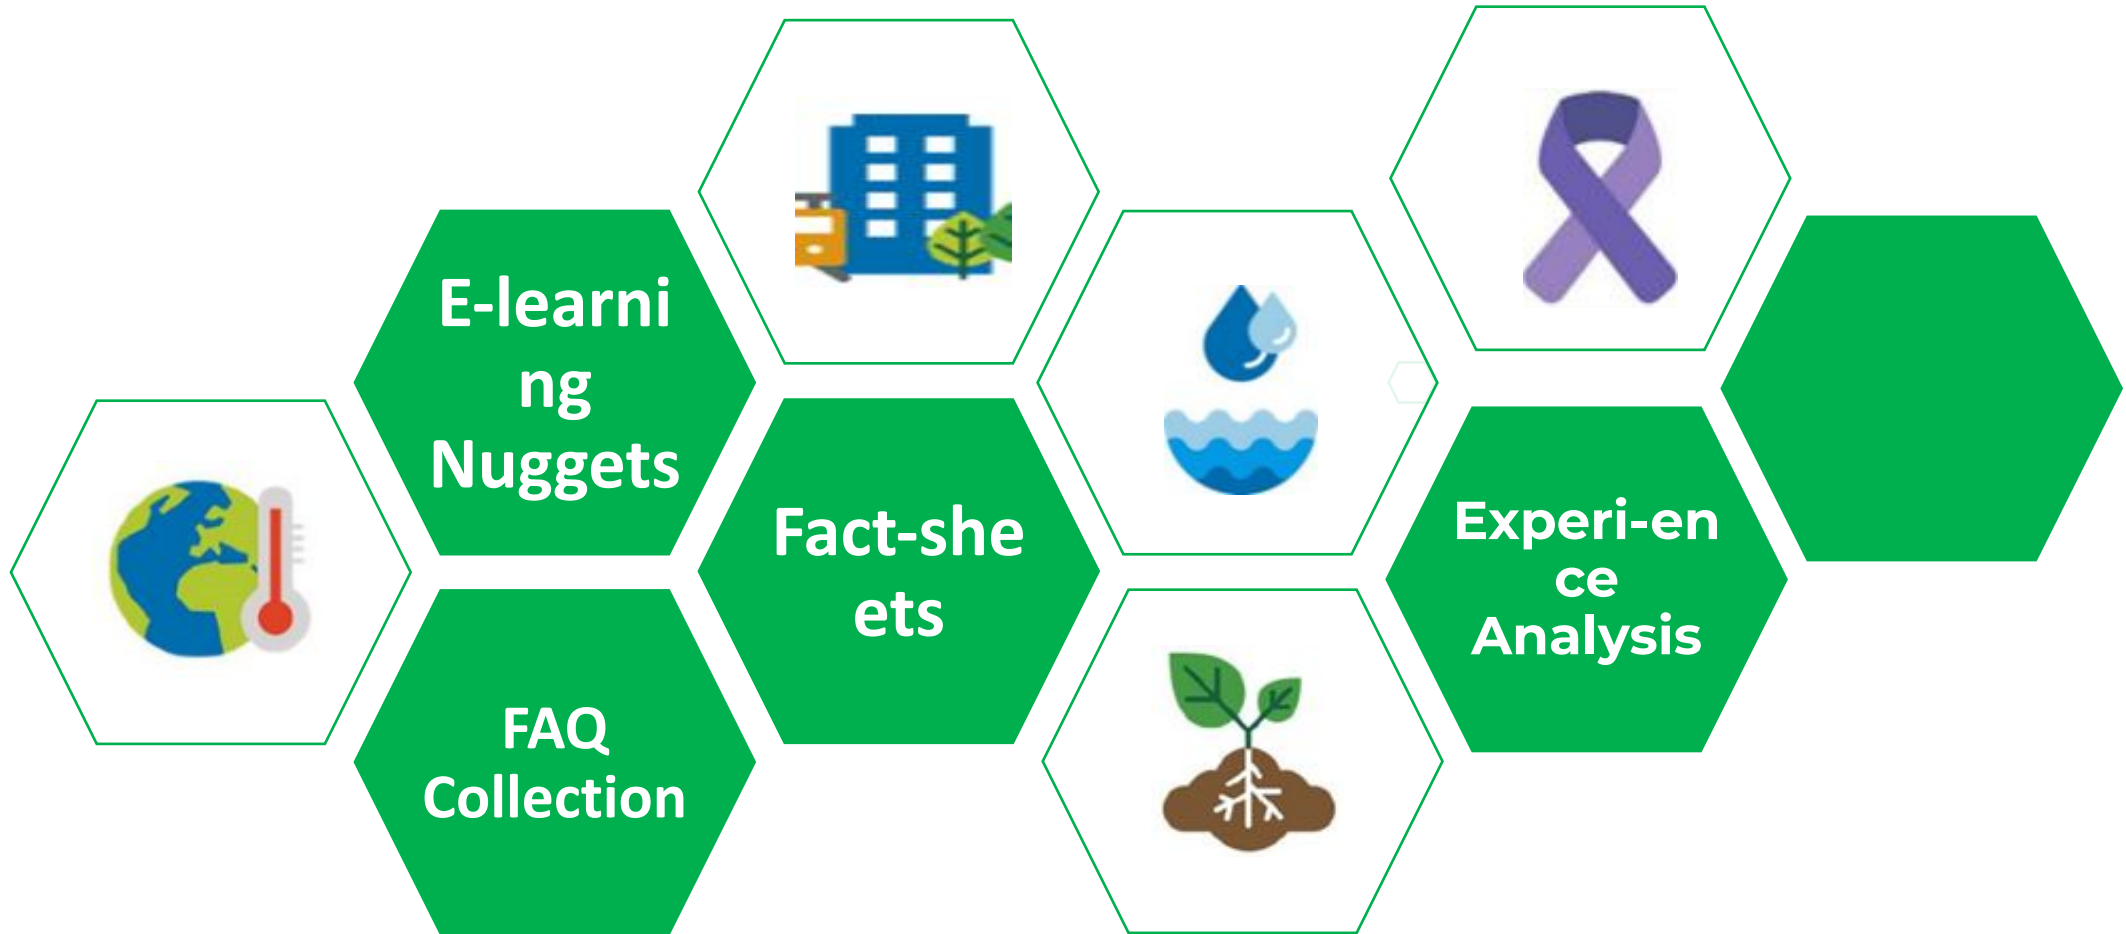 E-learni
ng
Nuggets
FAQ
Collection
Fact-she
ets
Experi-en
ce
Analysis